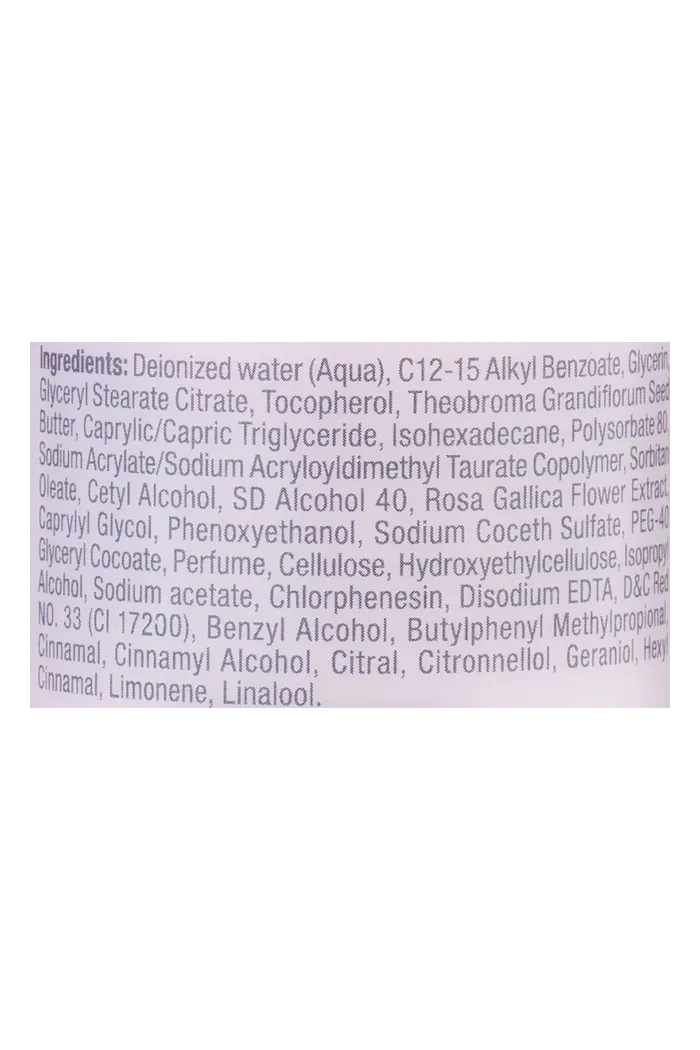 Ingredients: Deionized water (Aqua), C12-15 Alkyl Benzoate, Glycerin,
Glyceryl Stearate Citrate, Tocopherol, Theobroma Grandiflorum Seed
Butter, Caprylic/Capric Triglyceride, Isohexadecane, Polysorbate 80,
Sodium Acrylate/Sodium Acryloyldimethyl Taurate Copolymer, Sorbitan
Oleate, Cetyl Alcohol, SD Alcohol 40, Rosa Gallica Flower Extract,
Caprylyl Glycol, Phenoxyethanol, Sodium Coceth Sulfate, PEG-40
Glyceryl Cocoate, Perfume, Cellulose, Hydroxyethylcellulose, Isopropyl
Alcohol, Sodium acetate, Chlorphenesin, Disodium EDTA, D&C Red
NO. 33 (CI 17200), Benzyl Alcohol, Butylphenyl Methylpropional,
Cinnamal, Cinnamyl Alcohol, Citral, Citronnellol, Geraniol, Hexyl
Cinnamal, Limonene, Linalool.